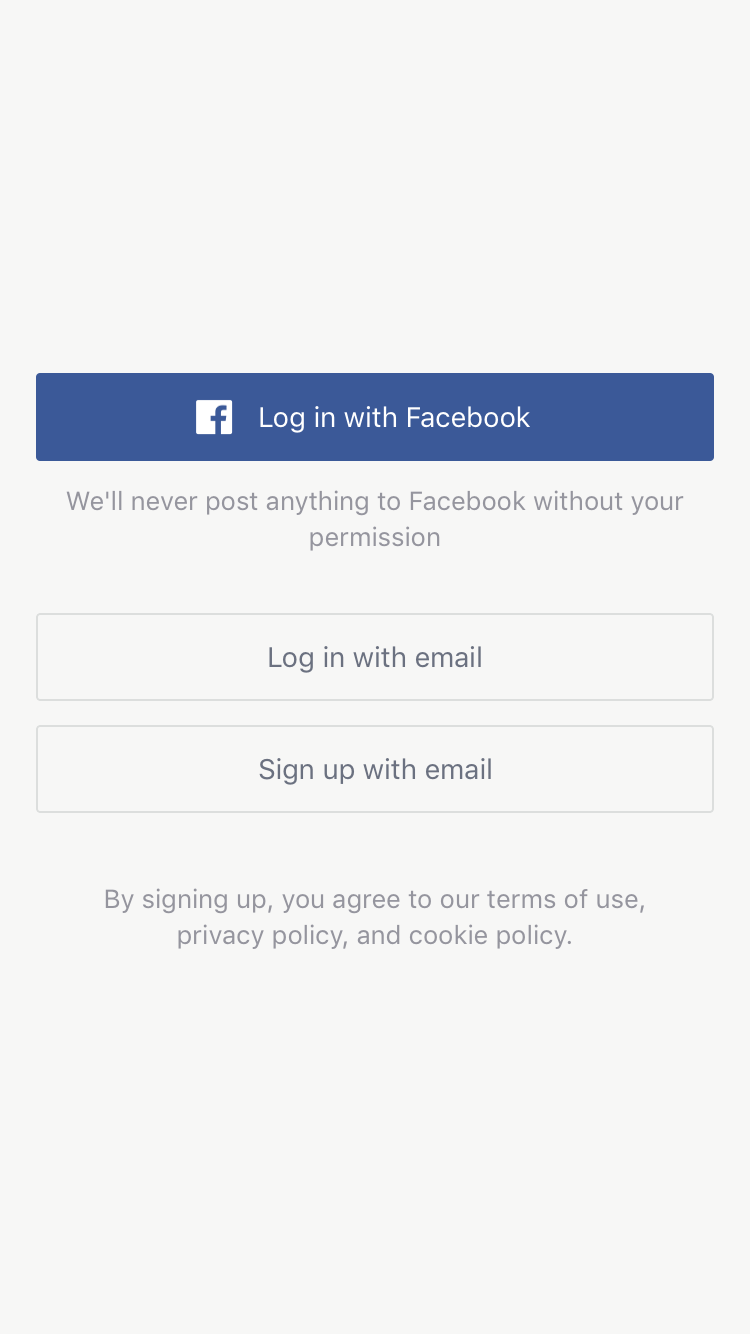 Log in with Facebook
We'll never post anything to Facebook without your
permission
Log in with email
Sign up with email
By signing up, you agree to our terms of use,
privacy policy, and cookie policy.